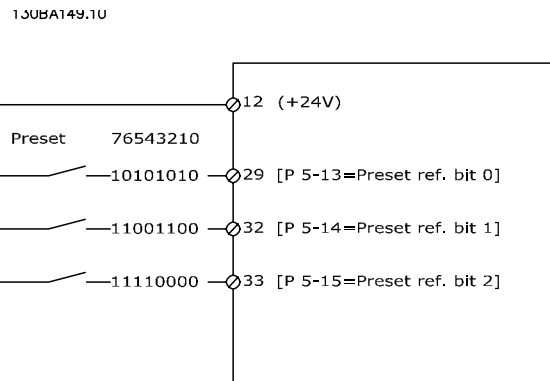 130BA149.10
12 (+24V)
Preset 76543210
10101010 29 [P 5-13=Preset ref. bit 0]
11001100 32 [P 5-14=Preset ref. bit 1]
11110000 33 [P 5-15=Preset ref. bit 2]